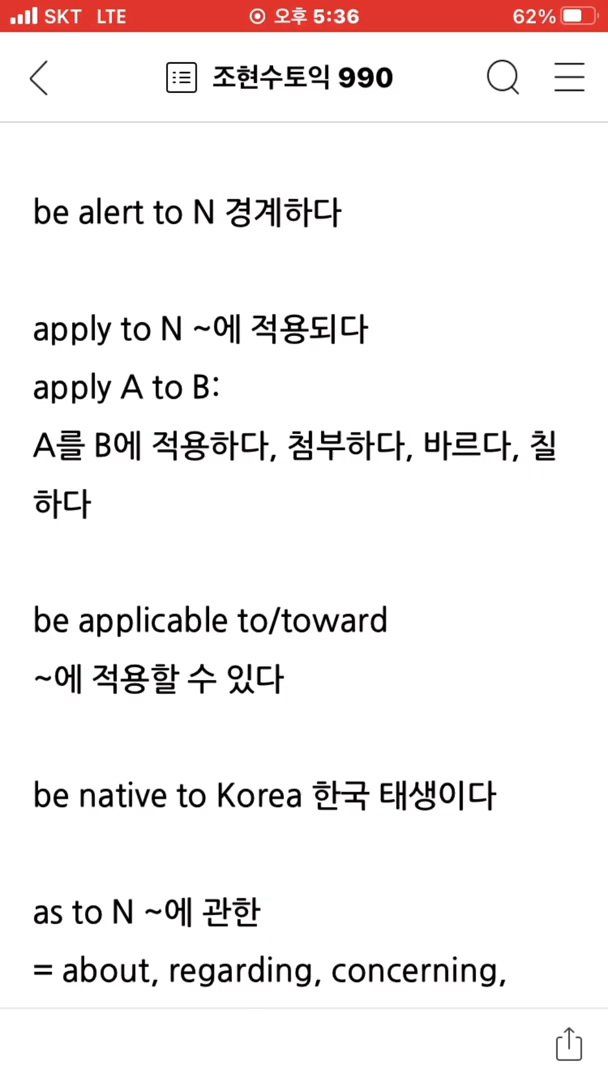 SKT LTE 오후 5:36 62%
조현수토익 990
be alert to N 경계하다
apply to N ~에 적용되다
apply A to B:
A를 B에 적용하다, 첨부하다, 바르다, 칠
하다
be applicable to/toward
~에 적용할 수 있다
be native to Korea 한국 태생이다
as to N ~에 관한
= about, regarding, concerning,